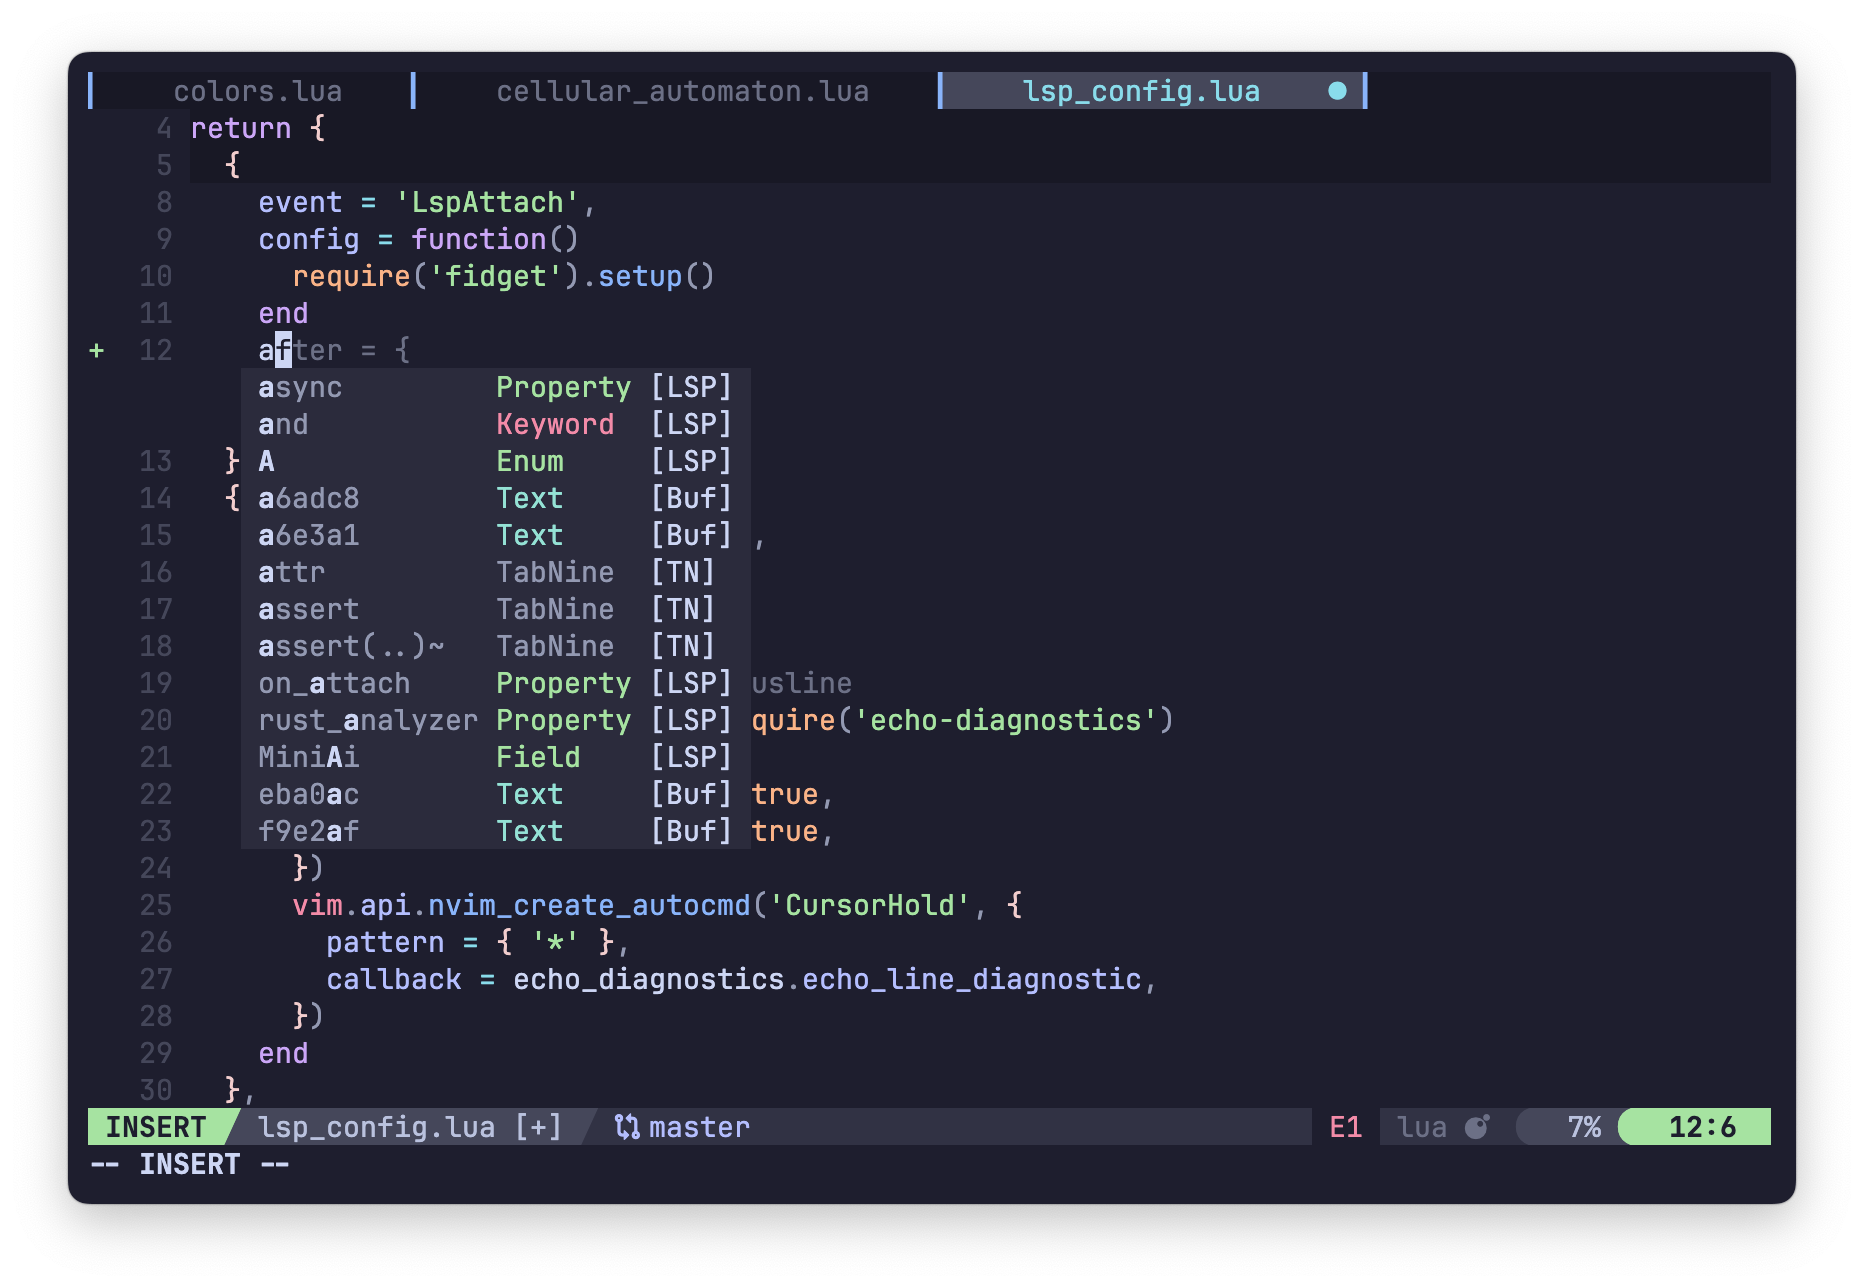 colors.lua cellular_automaton.lua lsp_config.lua ●
4 return {
5   {
8     event = 'LspAttach',
9     config = function()
10       require('fidget').setup()
11     end
+ 12     after = {
async Property [LSP]
and Keyword [LSP]
13   } A Enum [LSP]
14   { a6adc8 Text [Buf]
15 a6e3a1 Text [Buf] ,
16 attr TabNine [TN]
17 assert TabNine [TN]
18 assert(..)~ TabNine [TN]
19 on_attach Property [LSP] usline
20 rust_analyzer Property [LSP] quire('echo-diagnostics')
21 MiniAi Field [LSP]
22 eba0ac Text [Buf] true,
23 f9e2af Text [Buf] true,
24       })
25       vim.api.nvim_create_autocmd('CursorHold', {
26         pattern = { '*' },
27         callback = echo_diagnostics.echo_line_diagnostic,
28       })
29     end
30   },
INSERT lsp_config.lua [+] master E1 lua 7% 12:6
-- INSERT --